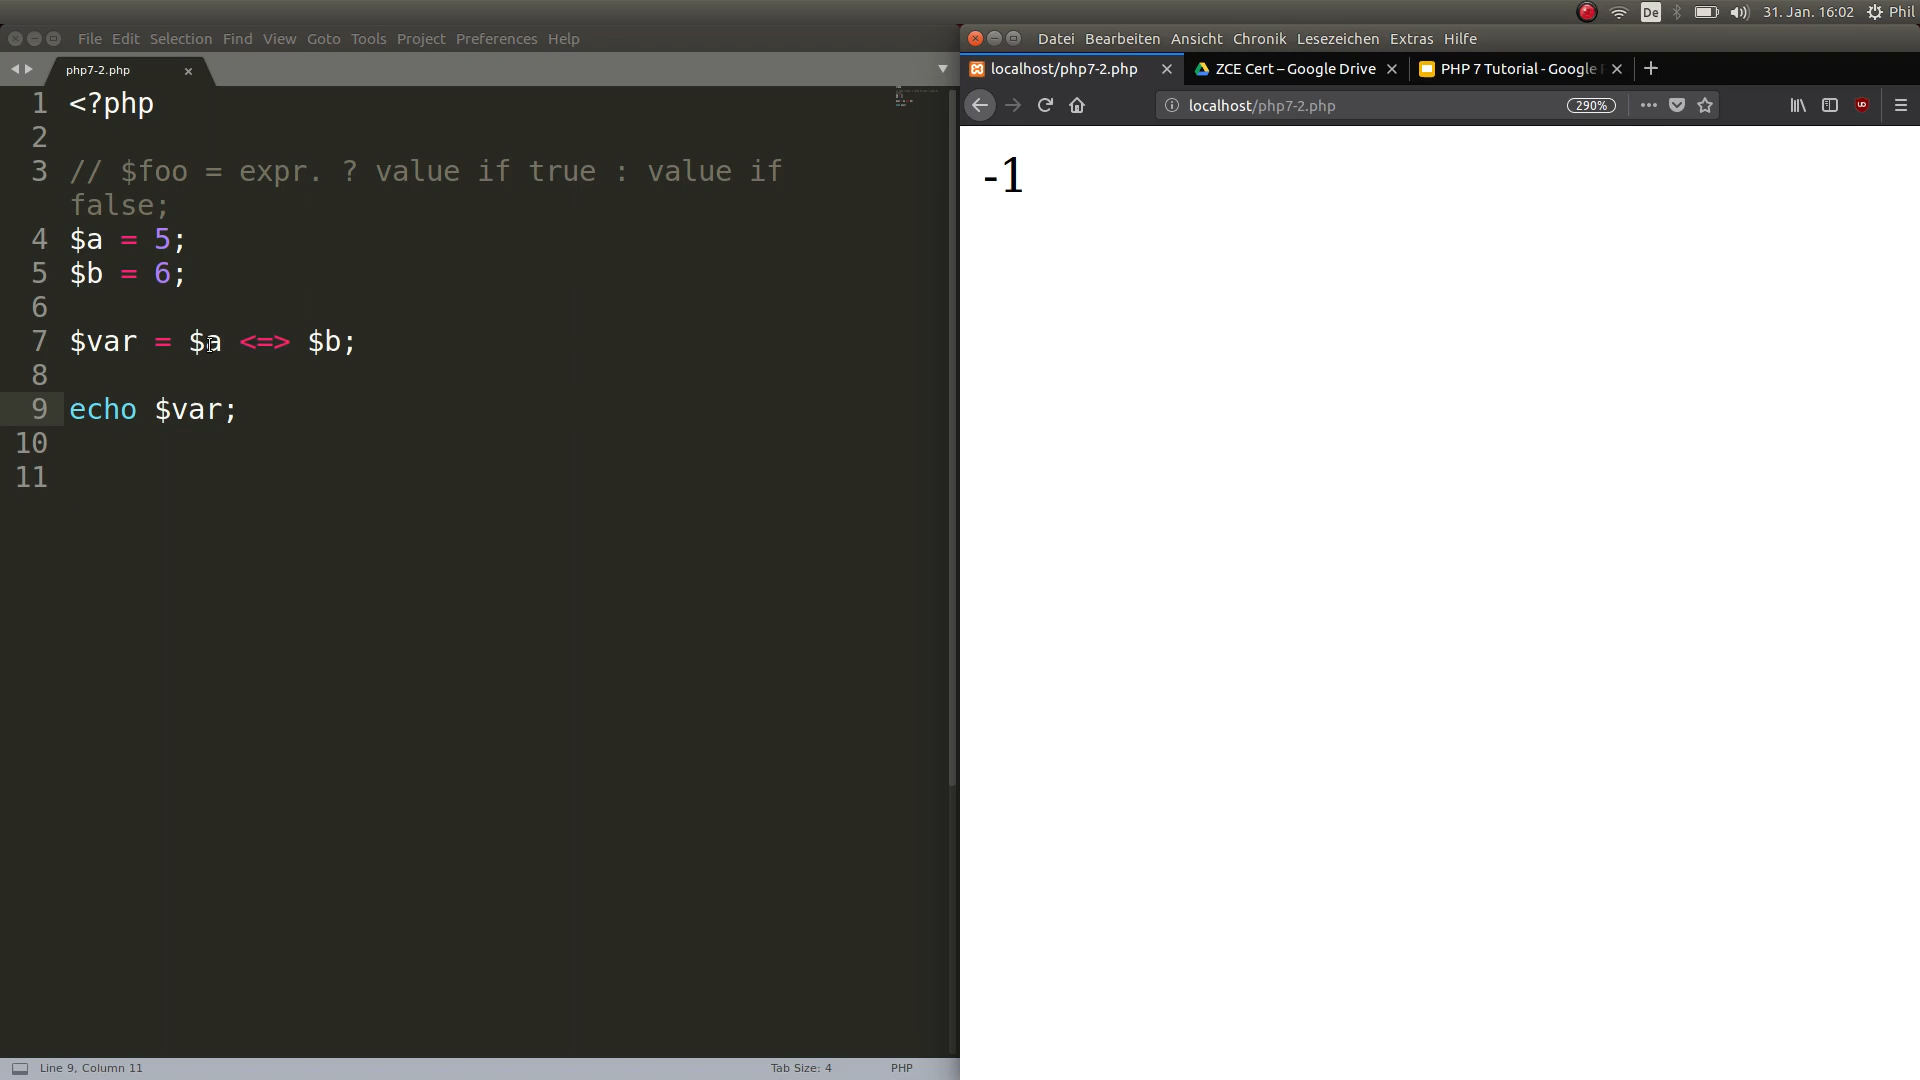 De 31. Jan. 16:02 Phil
File Edit Selection Find View Goto Tools Project Preferences Help
php7-2.php
1 <?php
2
3 // $foo = expr. ? value if true : value if
false;
4 $a = 5;
5 $b = 6;
6
7 $var = $a <=> $b;
8
9 echo $var;
10
11
Line 9, Column 11 Tab Size: 4 PHP
Datei Bearbeiten Ansicht Chronik Lesezeichen Extras Hilfe
localhost/php7-2.php ZCE Cert – Google Drive PHP 7 Tutorial - Google
localhost/php7-2.php 290%
-1